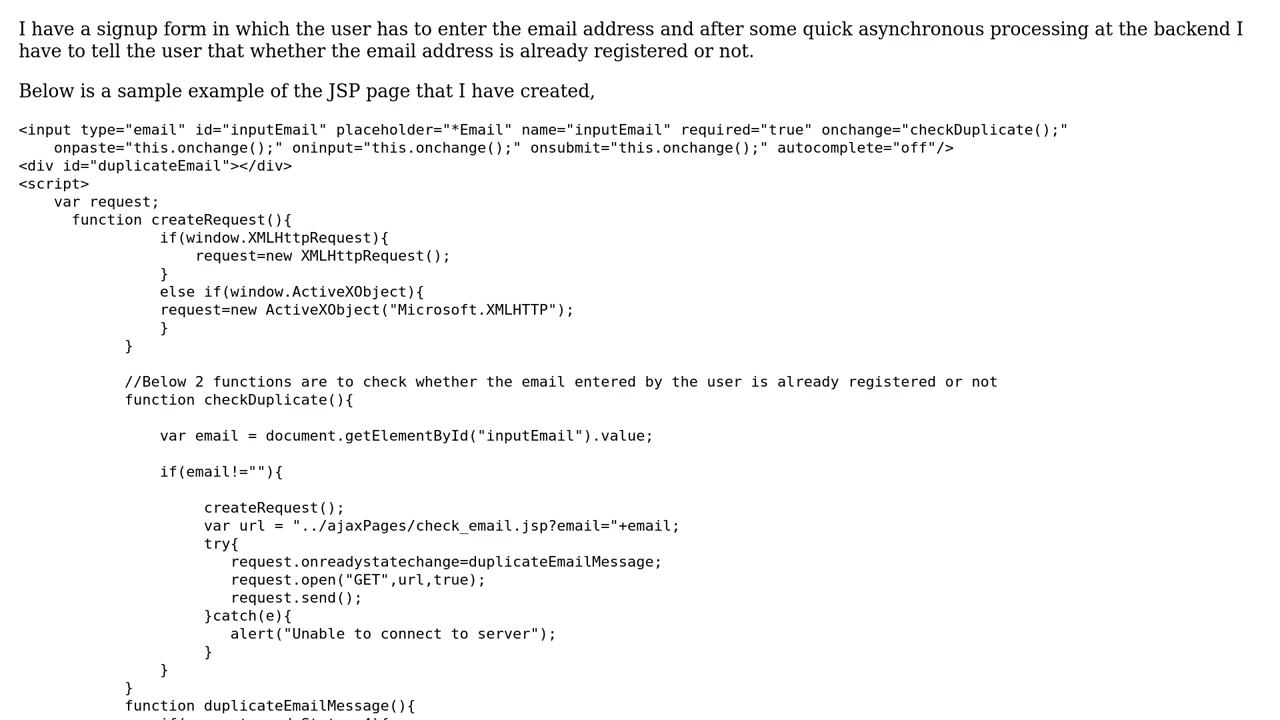 I have a signup form in which the user has to enter the email address and after some quick asynchronous processing at the backend I
have to tell the user that whether the email address is already registered or not.
Below is a sample example of the JSP page that I have created,
<input type="email" id="inputEmail" placeholder="*Email" name="inputEmail" required="true" onchange="checkDuplicate();"
    onpaste="this.onchange();" oninput="this.onchange();" onsubmit="this.onchange();" autocomplete="off"/>
<div id="duplicateEmail"></div>
<script>
    var request;
      function createRequest(){
                if(window.XMLHttpRequest){
                    request=new XMLHttpRequest();
                }
                else if(window.ActiveXObject){
                request=new ActiveXObject("Microsoft.XMLHTTP");
                }
            }
            //Below 2 functions are to check whether the email entered by the user is already registered or not
            function checkDuplicate(){
                var email = document.getElementById("inputEmail").value;
                if(email!=""){
                     createRequest();
                     var url = "../ajaxPages/check_email.jsp?email="+email;
                     try{
                        request.onreadystatechange=duplicateEmailMessage;
                        request.open("GET",url,true);
                        request.send();
                     }catch(e){
                        alert("Unable to connect to server");
                     }
                }
            }
            function duplicateEmailMessage(){